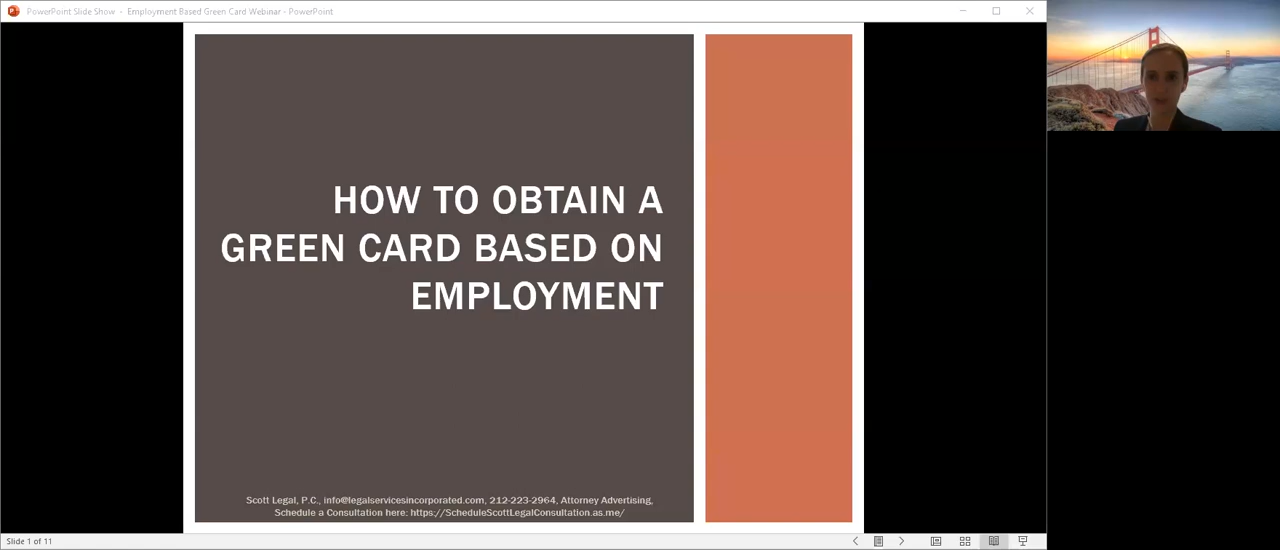 PowerPoint Slide Show - Employment Based Green Card Webinar - PowerPoint
HOW TO OBTAIN A
GREEN CARD BASED ON
EMPLOYMENT
Scott Legal, P.C., info@legalservicesincorporated.com, 212-223-2964, Attorney Advertising,
Schedule a Consultation here: https://ScheduleScottLegalConsultation.as.me/
Slide 1 of 11